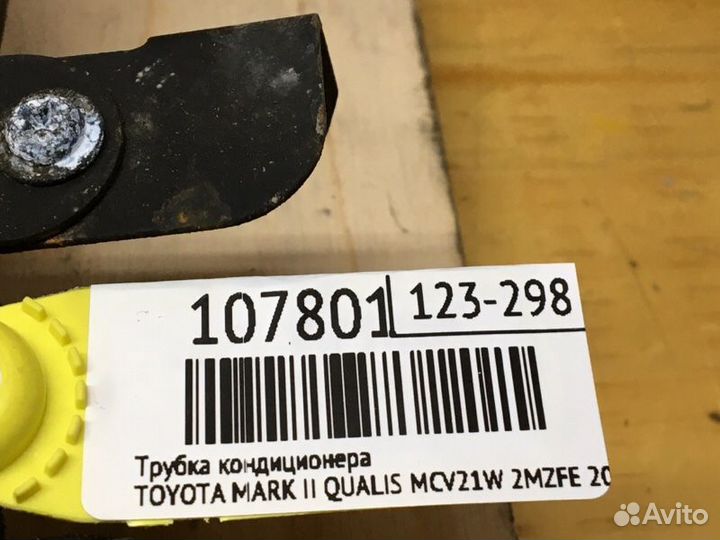 107801 123-298
Трубка кондиционера
TOYOTA MARK II QUALIS MCV21W 2MZFE 20
Avito